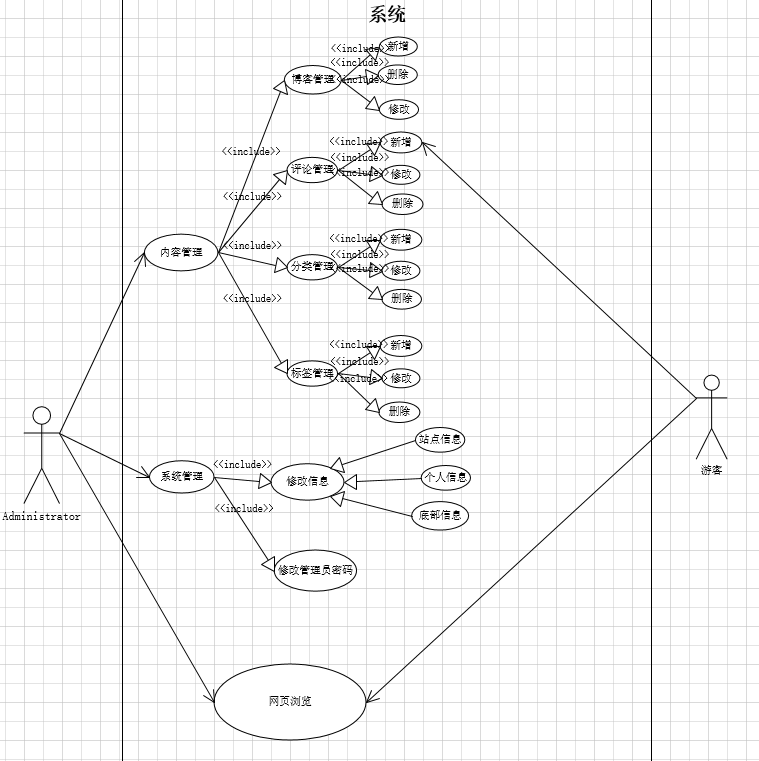 系统
<<include>>
新增
<<include>>
删除
博客管理
<<include>>
修改
<<include>>
新增
<<include>>
<<include>>
评论管理
<<include>>
修改
<<include>>
删除
<<include>>
新增
<<include>>
内容管理
<<include>>
分类管理
<<include>>
修改
<<include>>
删除
<<include>>
新增
<<include>>
标签管理
<<include>>
修改
删除
站点信息
<<include>>
系统管理
修改信息
个人信息
游客
<<include>>
底部信息
Administrator
修改管理员密码
网页浏览